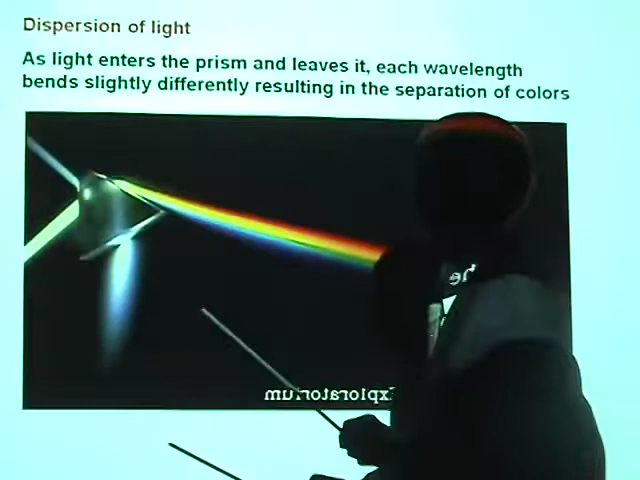 Dispersion of light
As light enters the prism and leaves it, each wavelength
bends slightly differently resulting in the separation of colors
Exploratorium